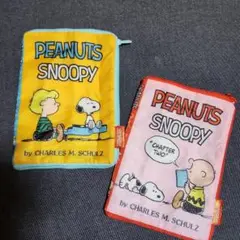 PEANUTS
SNOOPY
by CHARLES M. SCHULZ
PEANUTS
SNOOPY
"CHAPTER
TWO"
by CHARLES M. SCHULZ